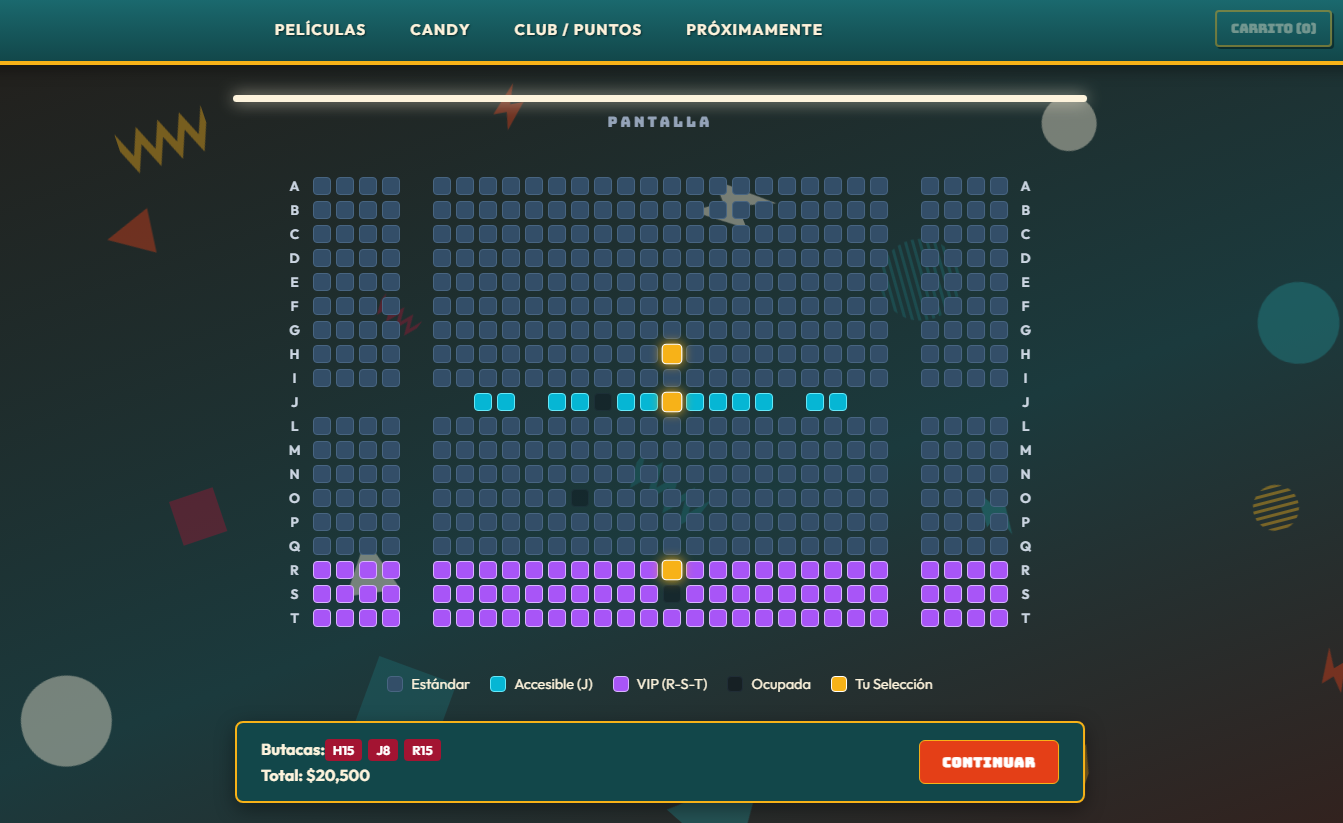 PELÍCULAS CANDY CLUB / PUNTOS PRÓXIMAMENTE CARRITO (0)
PANTALLA
A A
B B
C C
D D
E E
F F
G G
H H
I I
J J
L L
M M
N N
O O
P P
Q Q
R R
S S
T T
Estándar Accesible (J) VIP (R-S-T) Ocupada Tu Selección
Butacas: H15 J8 R15
Total: $20,500
CONTINUAR